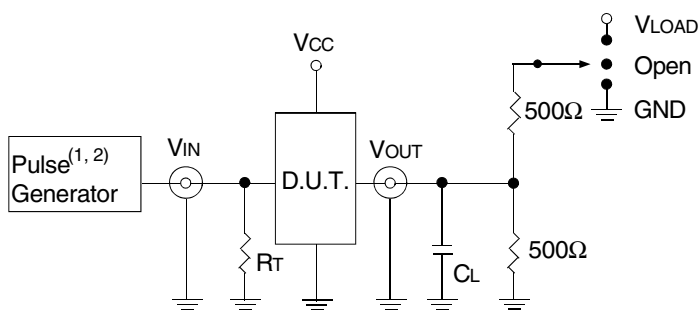 VLOAD
VCC
Open
500Ω
GND
Pulse(1, 2)
Generator
VIN
D.U.T.
VOUT
RT
CL
500Ω